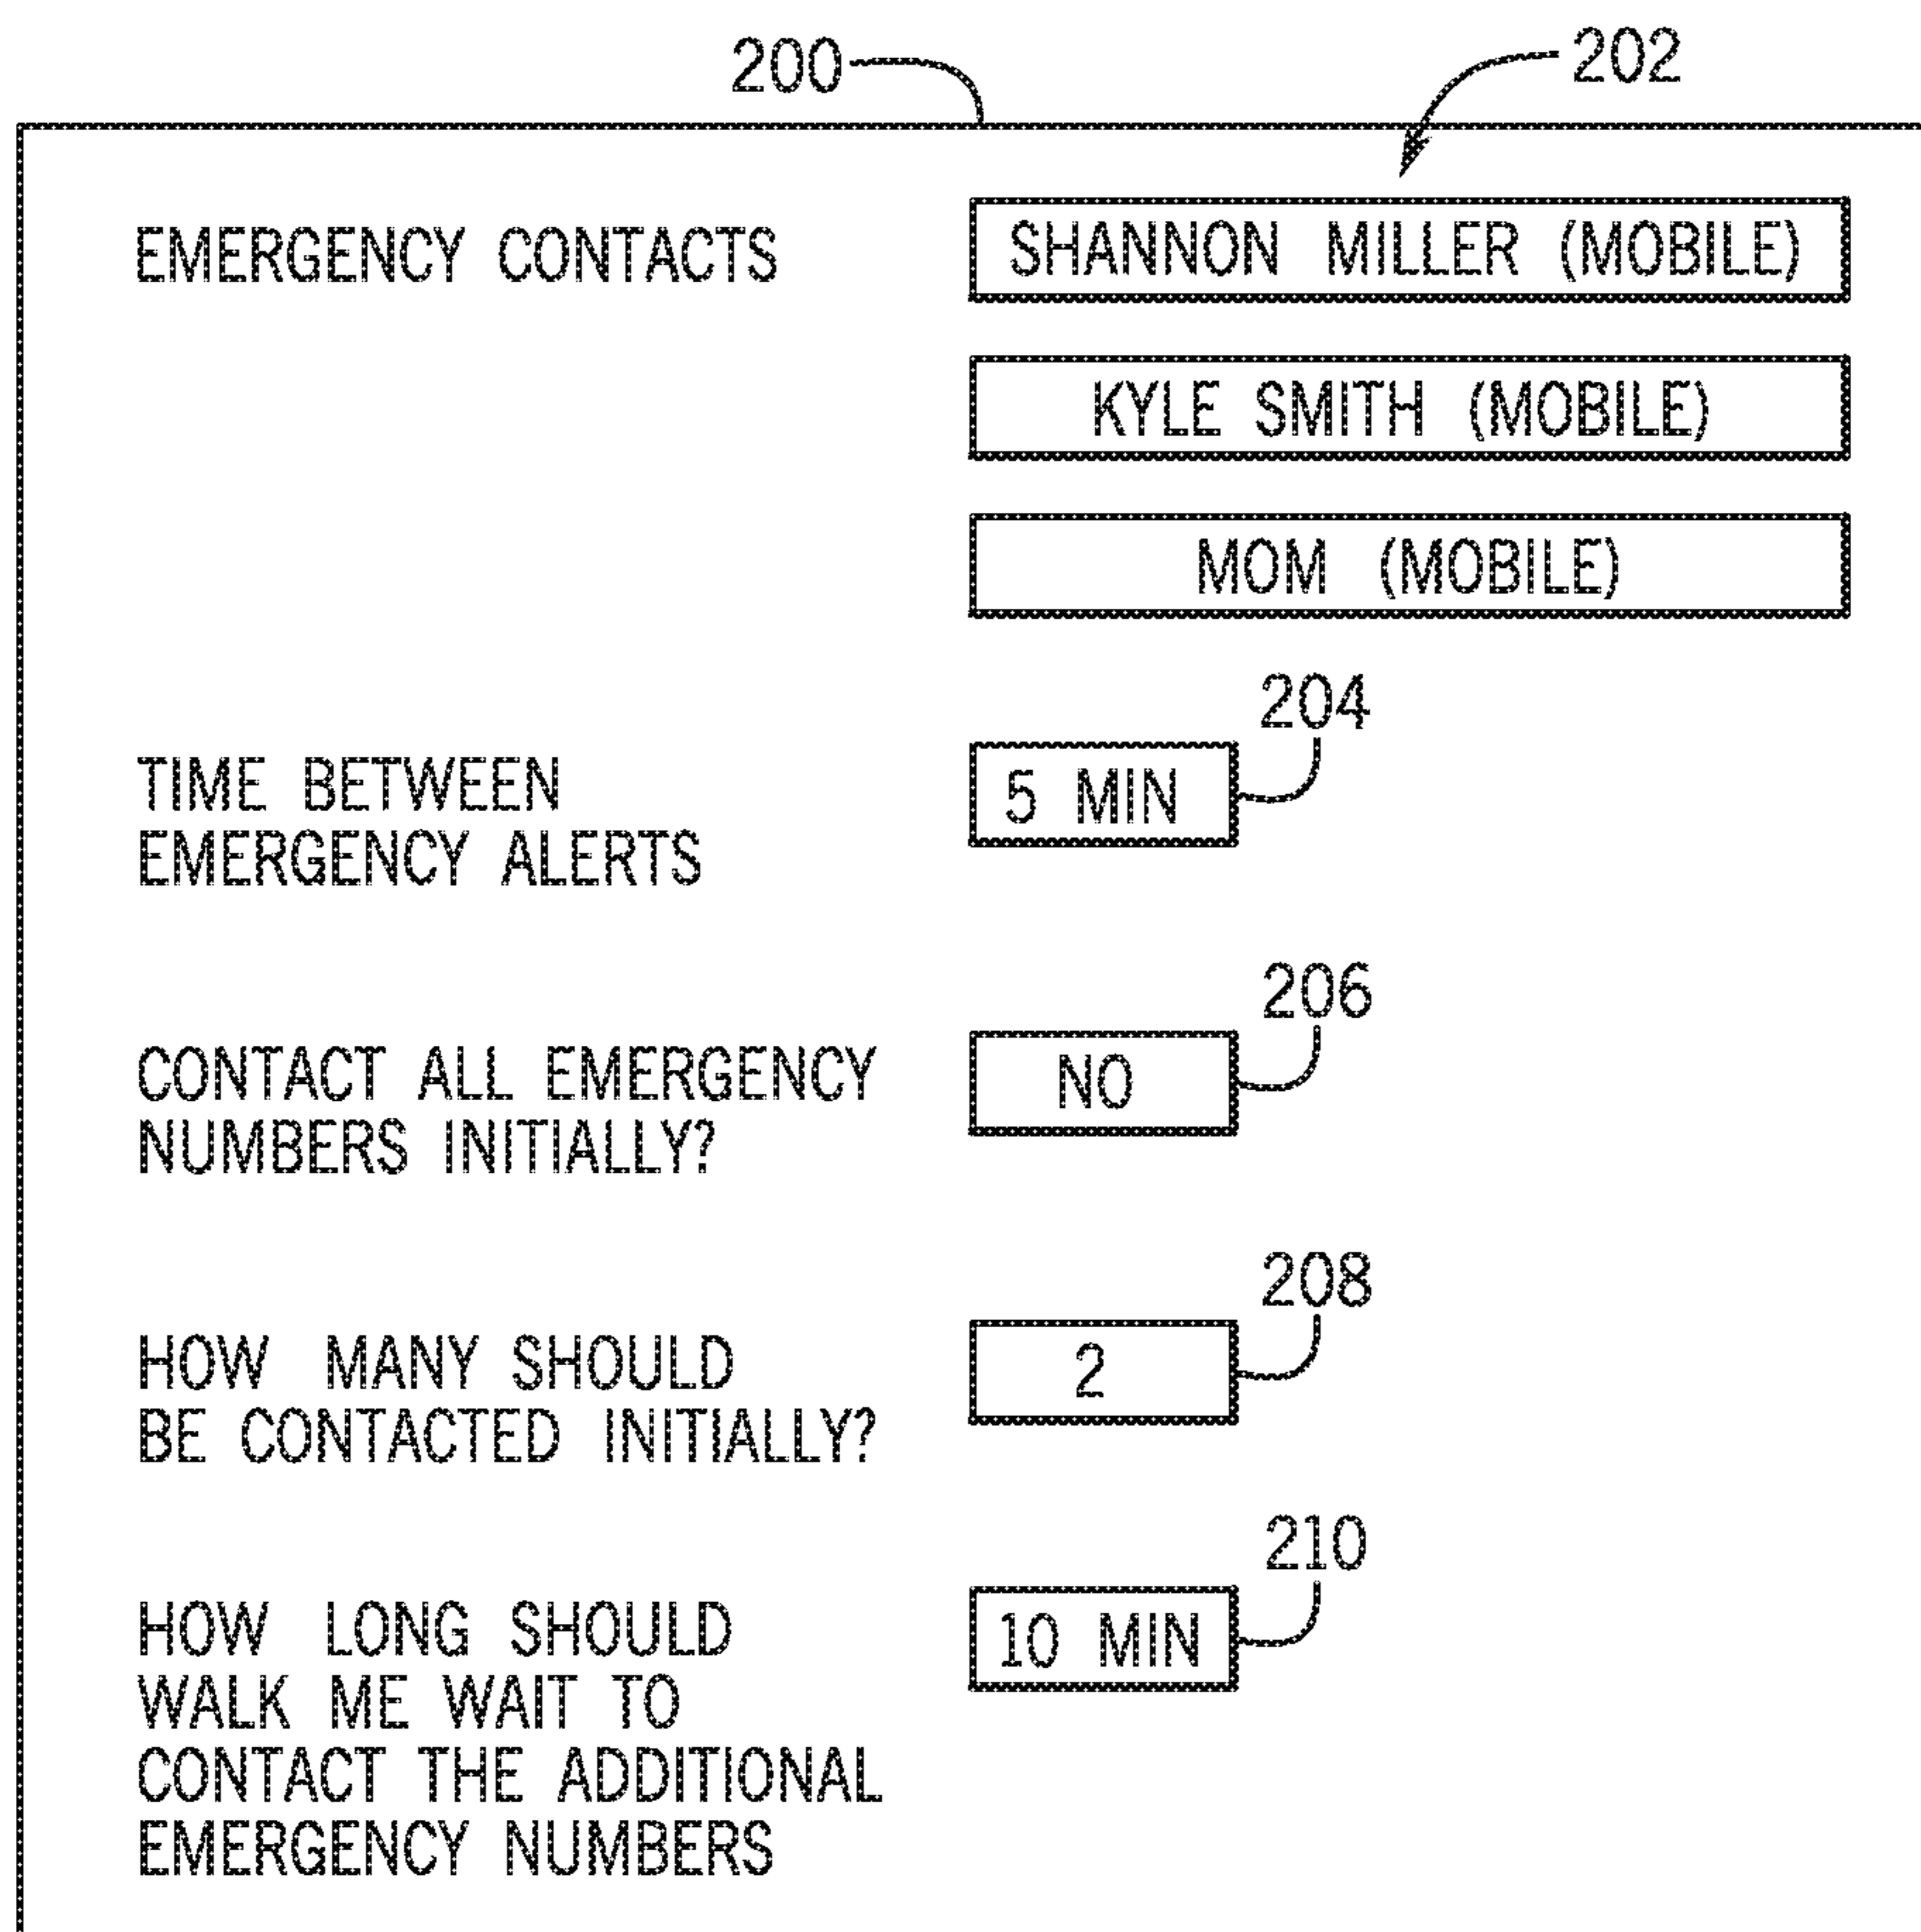 200
202
EMERGENCY CONTACTS
SHANNON MILLER (MOBILE)
KYLE SMITH (MOBILE)
MOM (MOBILE)
204
TIME BETWEEN
EMERGENCY ALERTS
5 MIN
206
CONTACT ALL EMERGENCY
NUMBERS INITIALLY?
NO
208
HOW MANY SHOULD
BE CONTACTED INITIALLY?
2
210
HOW LONG SHOULD
WALK ME WAIT TO
CONTACT THE ADDITIONAL
EMERGENCY NUMBERS
10 MIN